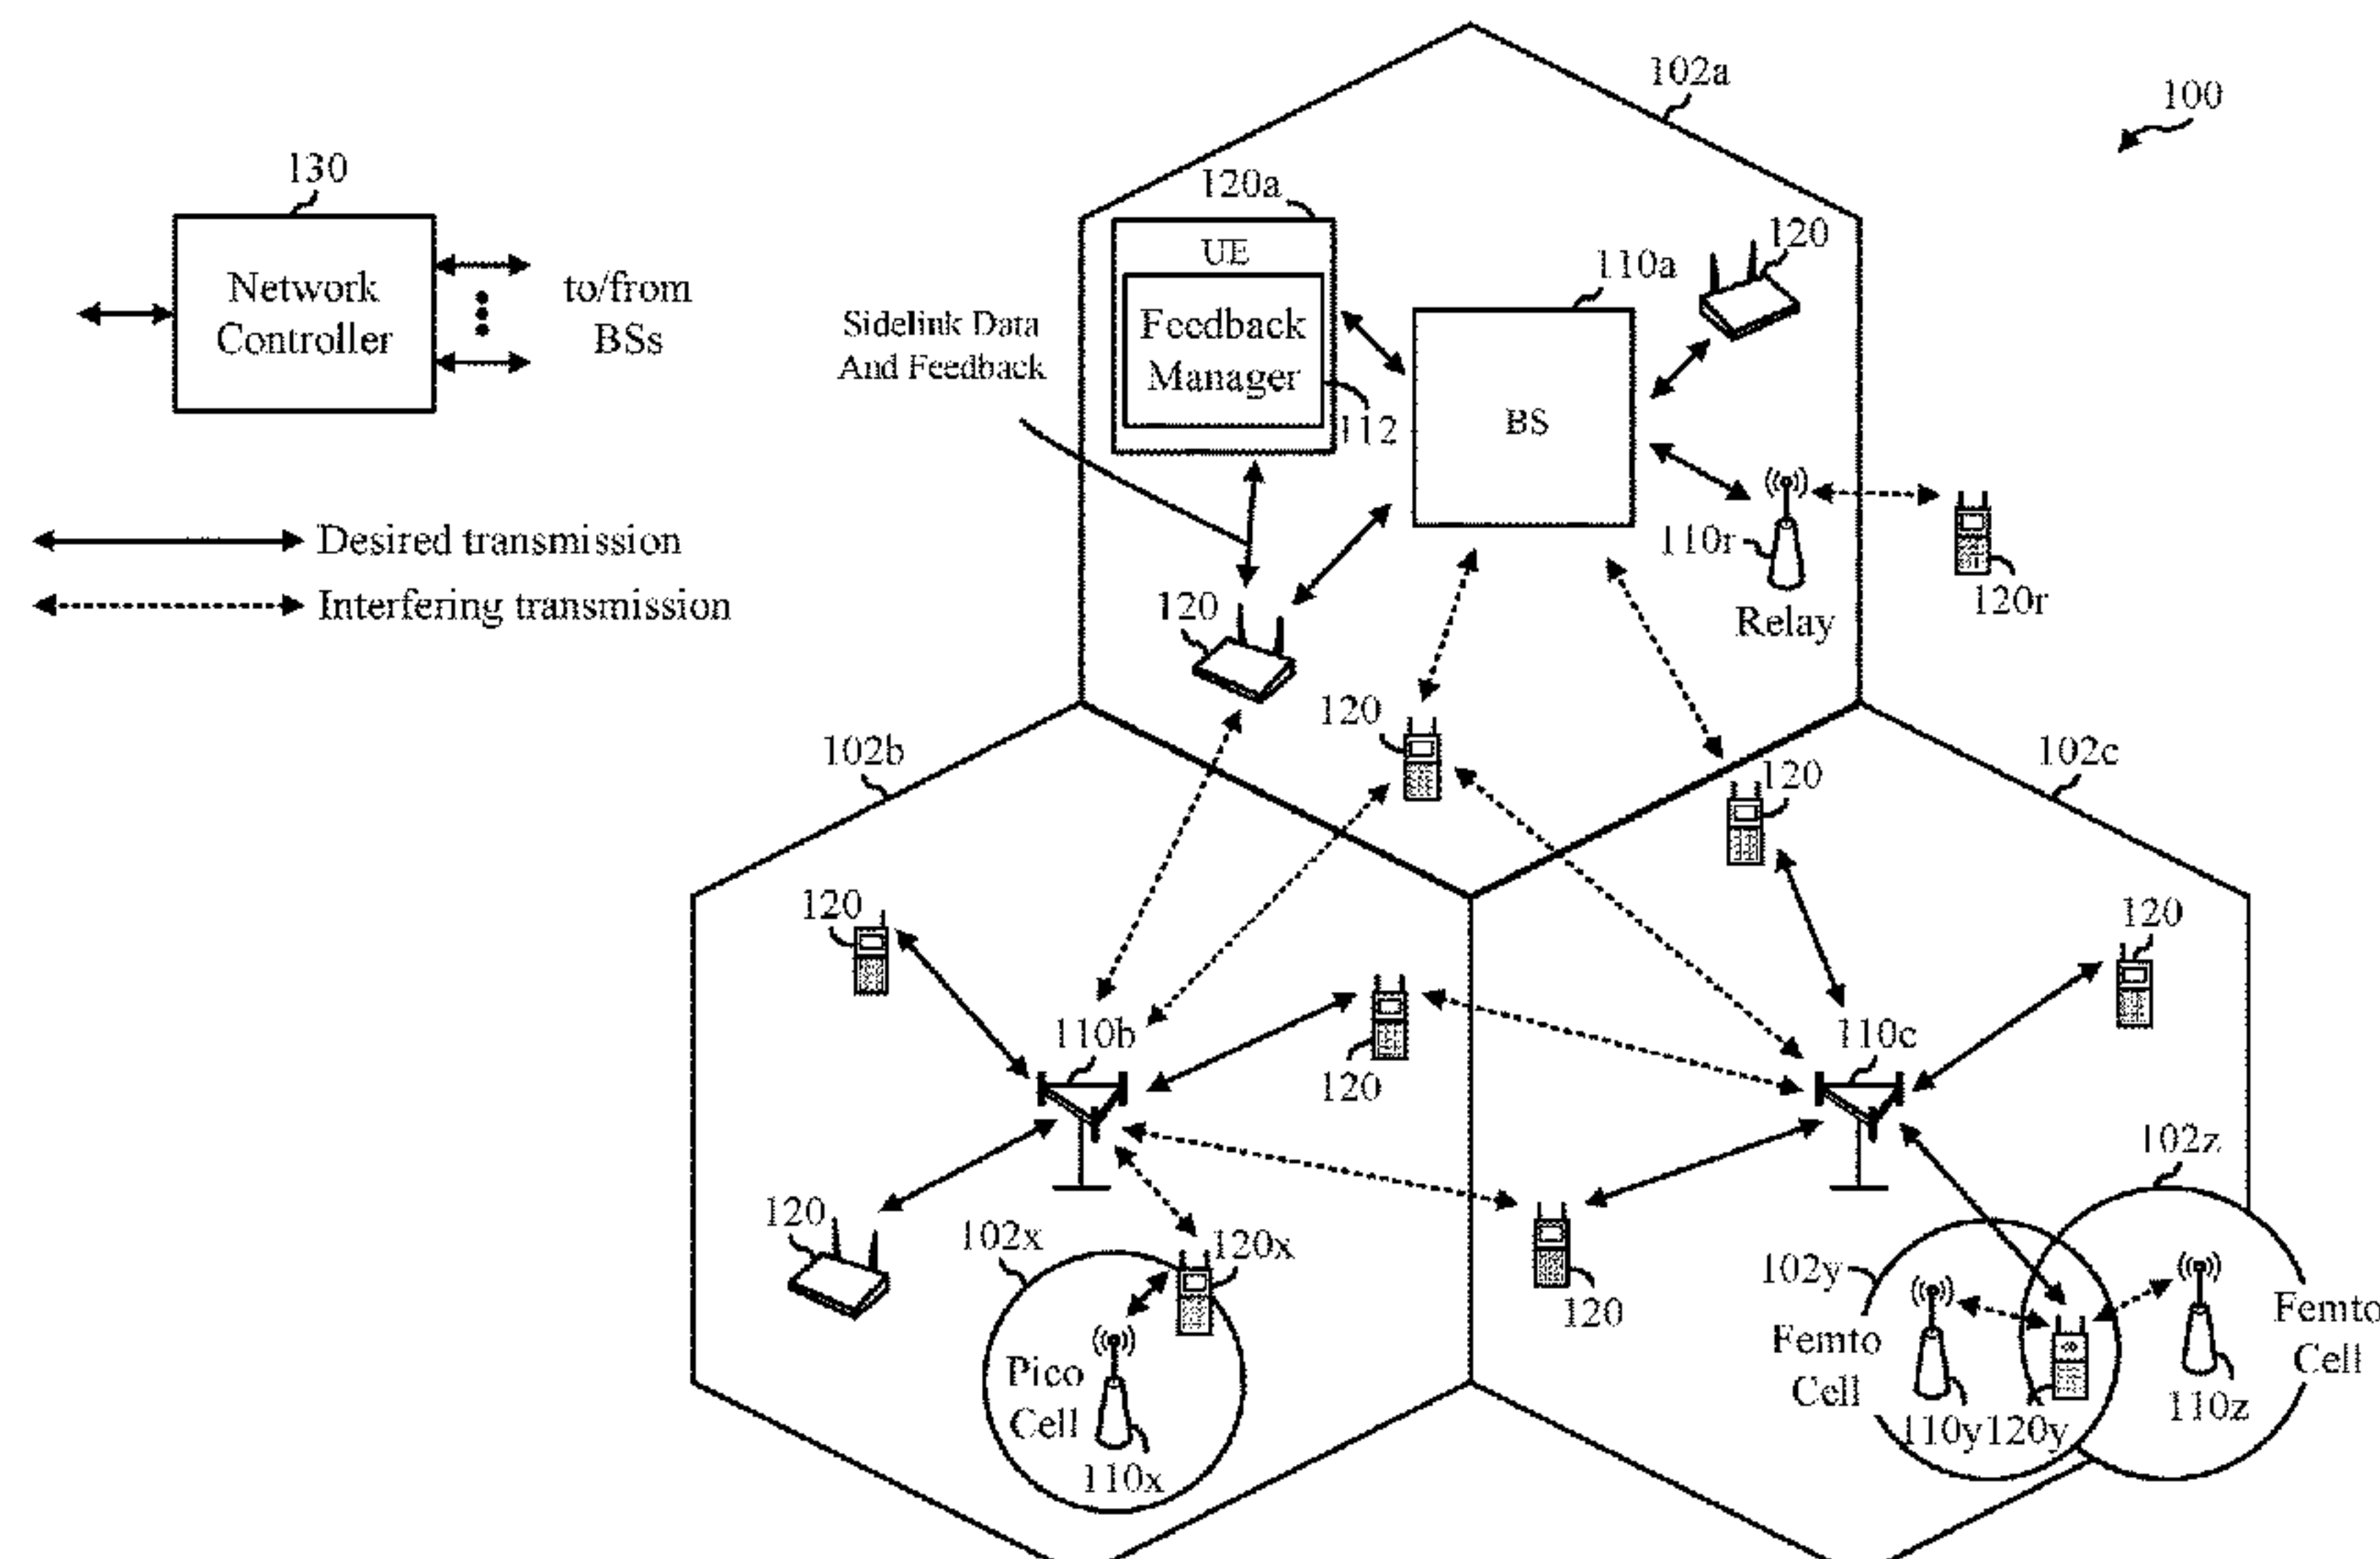 102a
100
130
120a
UE
Feedback
Manager
112
110a
120
BS
Network
Controller
to/from
BSs
Sidelink Data
And Feedback
Desired transmission
Interfering transmission
110r
Relay
120r
120
120
120
102b
102c
120
120
110b
120
110c
120
102z
120
102x
120x
Pico
Cell
110x
120
102y
Femto
Cell
110y
120y
110z
Femto
Cell